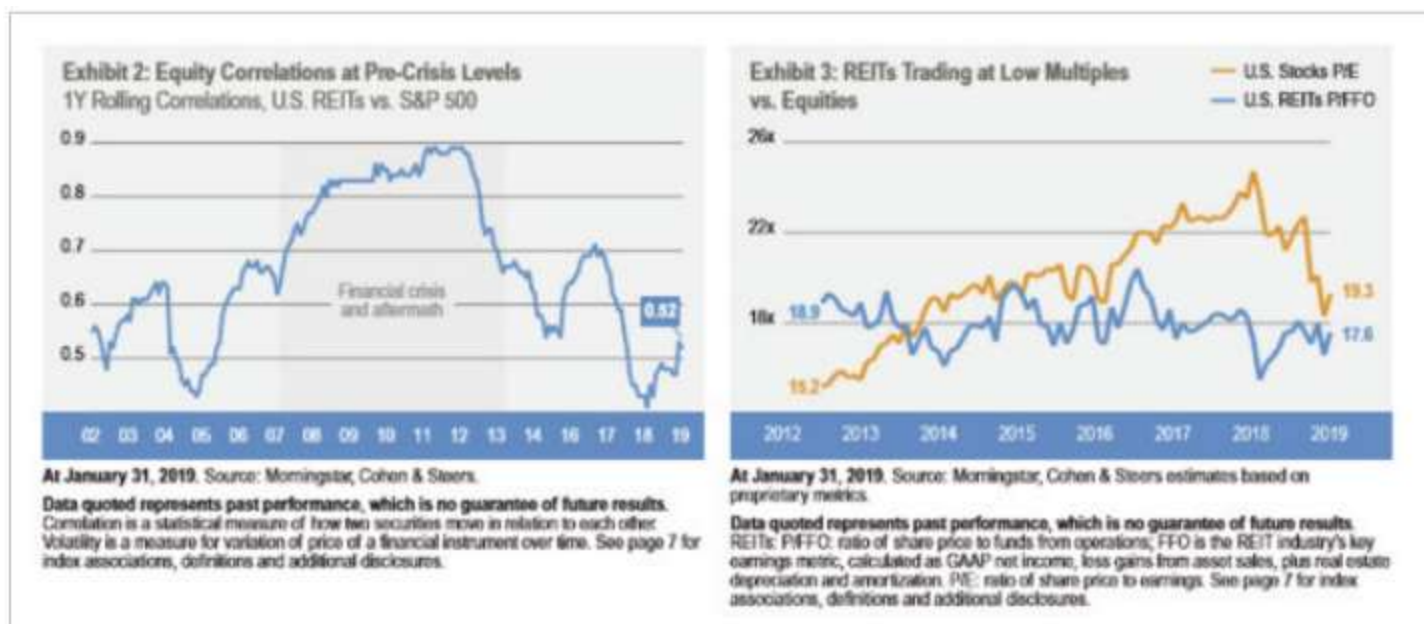 Exhibit 2: Equity Correlations at Pre-Crisis Levels
1Y Rolling Correlations, U.S. REITs vs. S&P 500
0.9
0.8
0.7
0.6
0.5
Financial crisis
and aftermath
0.52
02 03 04 05 06 07 08 09 10 11 12 13 14 16 17 18 19
At January 31, 2019. Source: Morningstar, Cohen & Steers.
Data quoted represents past performance, which is no guarantee of future results.
Correlation is a statistical measure of how two securities move in relation to each other.
Volatility is a measure for variation of price of a financial instrument over time. See page 7 for
index associations, definitions and additional disclosures.
Exhibit 3: REITs Trading at Low Multiples
vs. Equities
U.S. Stocks P/E
U.S. REITs P/FFO
26x
22x
18x
18.9
15.2
19.3
17.6
2012 2013 2014 2015 2016 2017 2018 2019
At January 31, 2019. Source: Morningstar, Cohen & Steers estimates based on
proprietary metrics.
Data quoted represents past performance, which is no guarantee of future results.
REITs: P/FFO: ratio of share price to funds from operations; FFO is the REIT industry's key
earnings metric, calculated as GAAP net income, less gains from asset sales, plus real estate
depreciation and amortization. P/E: ratio of share price to earnings. See page 7 for index
associations, definitions and additional disclosures.